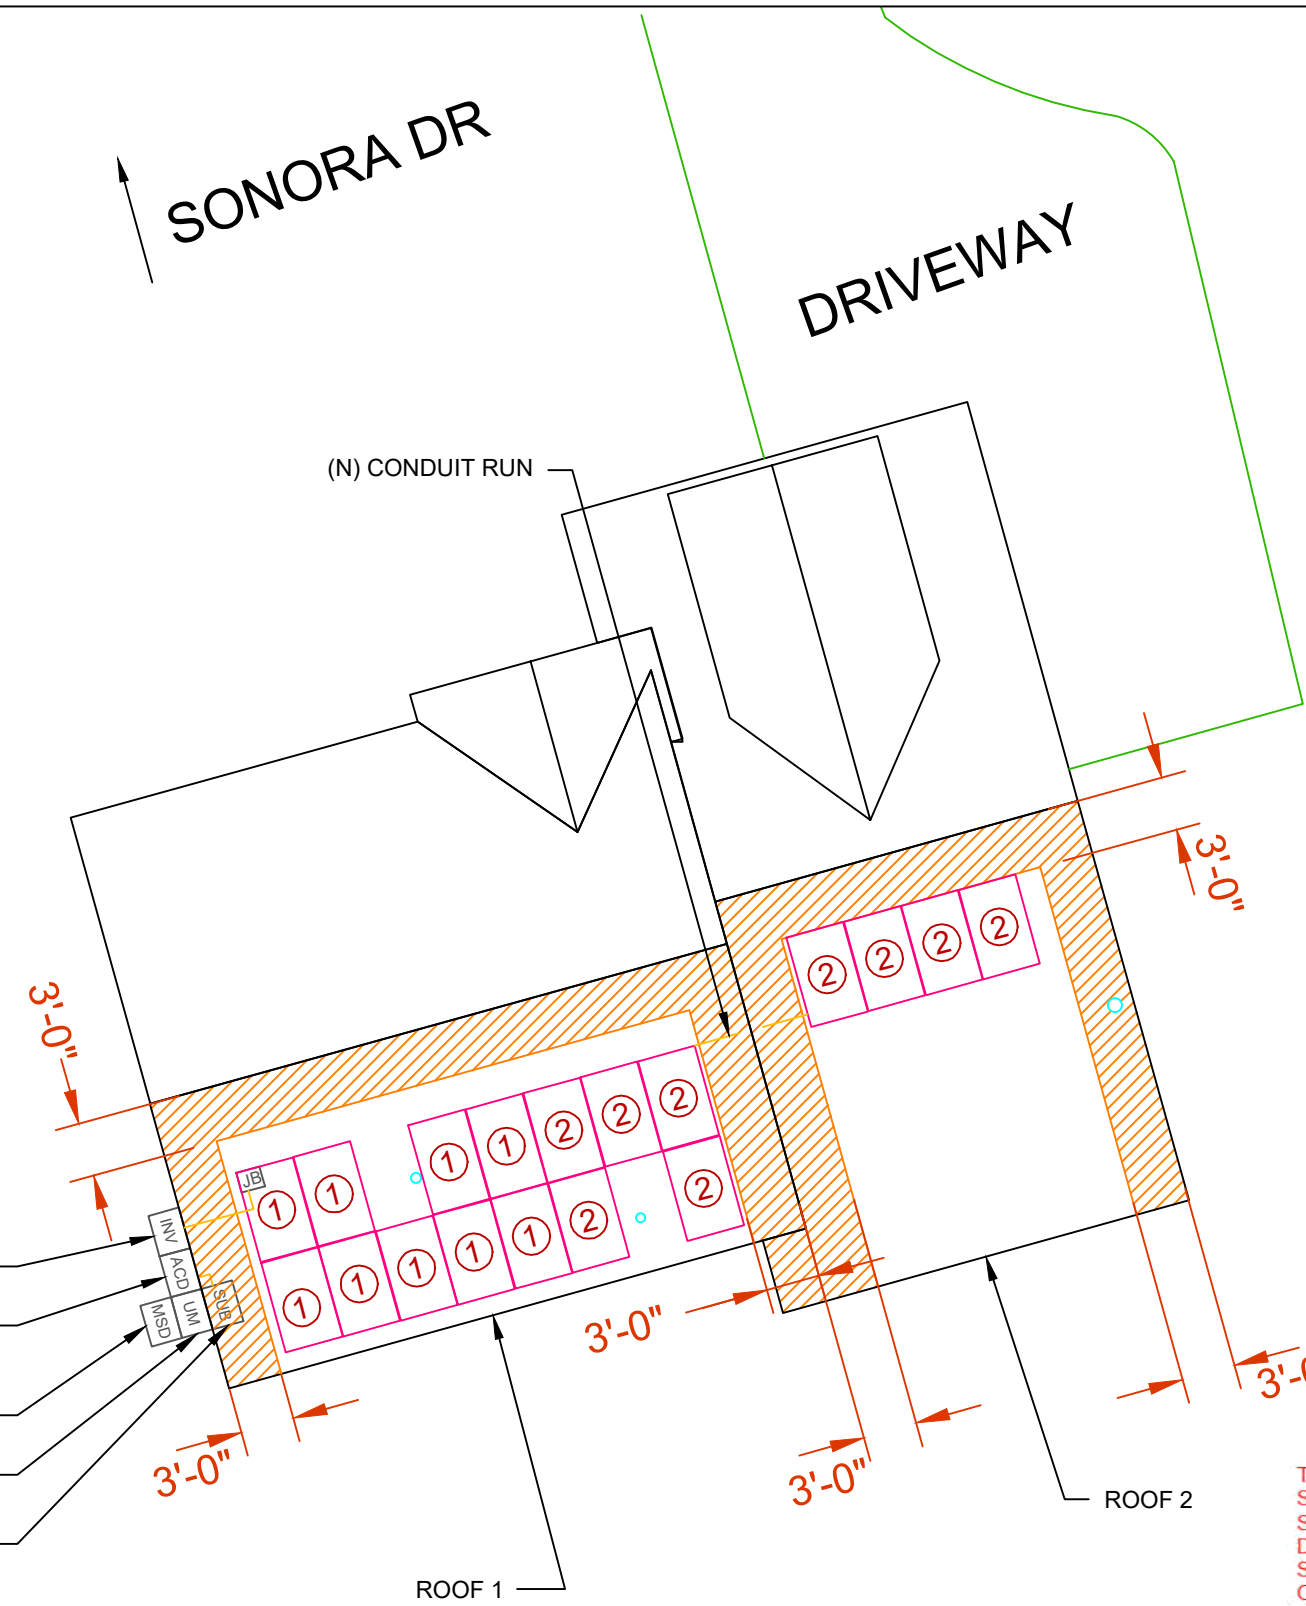 SONORA DR
DRIVEWAY
(N) CONDUIT RUN
3'-0"
3'-0"
2 2 2 2
JB
1 1 1 1 2 2 2
1 1 1 1 1 2 2
INV
ACD
UM
MSD
SUB
3'-0"
3'-0"
3'-0"
ROOF 2
ROOF 1